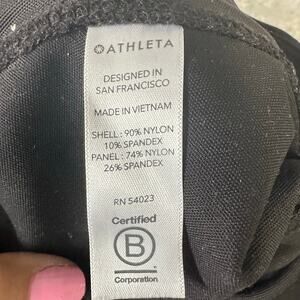 ATHLETA
DESIGNED IN
SAN FRANCISCO
MADE IN VIETNAM
SHELL : 90% NYLON
10% SPANDEX
PANEL : 74% NYLON
26% SPANDEX
RN 54023
Certified
B
Corporation